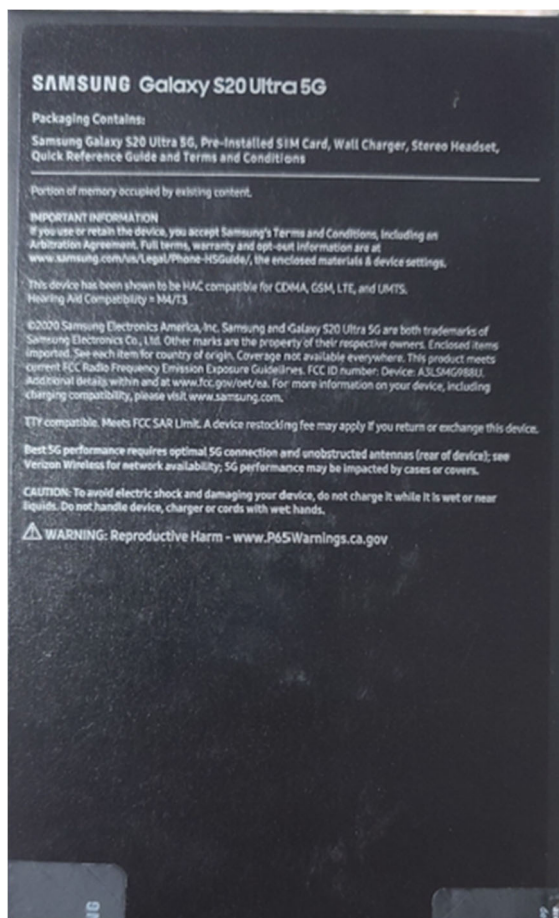 SAMSUNG Galaxy S20 Ultra 5G
Packaging Contains:
Samsung Galaxy S20 Ultra 5G, Pre-Installed SIM Card, Wall Charger, Stereo Headset,
Quick Reference Guide and Terms and Conditions
Portion of memory occupied by existing content.
IMPORTANT INFORMATION
If you use or retain the device, you accept Samsung's Terms and Conditions, including an
Arbitration Agreement. Full terms, warranty and opt-out information are at
www.samsung.com/us/Legal/Phone-HSGuide/, the enclosed materials & device settings.
This device has been shown to be HAC compatible for CDMA, GSM, LTE, and UMTS.
Hearing Aid Compatibility = M4/T3
©2020 Samsung Electronics America, Inc. Samsung and Galaxy S20 Ultra 5G are both trademarks of
Samsung Electronics Co., Ltd. Other marks are the property of their respective owners. Enclosed items
imported. See each item for country of origin. Coverage not available everywhere. This product meets
current FCC Radio Frequency Emission Exposure Guidelines. FCC ID number: Device: A3LSMG988U.
Additional details within and at www.fcc.gov/oet/ea. For more information on your device, including
charging compatibility, please visit www.samsung.com.
TTY compatible. Meets FCC SAR Limit. A device restocking fee may apply if you return or exchange this device.
Best 5G performance requires optimal 5G connection and unobstructed antennas (rear of device); see
Verizon Wireless for network availability; 5G performance may be impacted by cases or covers.
CAUTION: To avoid electric shock and damaging your device, do not charge it while it is wet or near
liquids. Do not handle device, charger or cords with wet hands.
WARNING: Reproductive Harm - www.P65Warnings.ca.gov